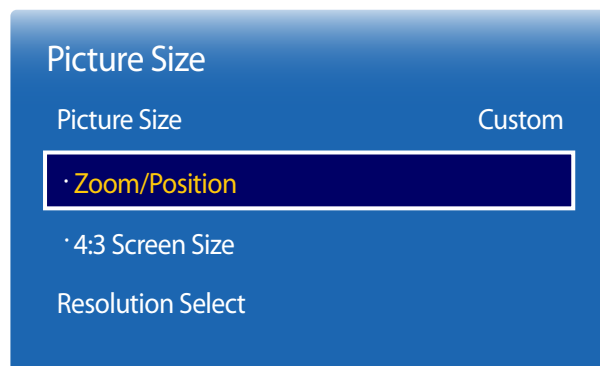 Picture Size
Picture Size Custom
· Zoom/Position
· 4:3 Screen Size
Resolution Select